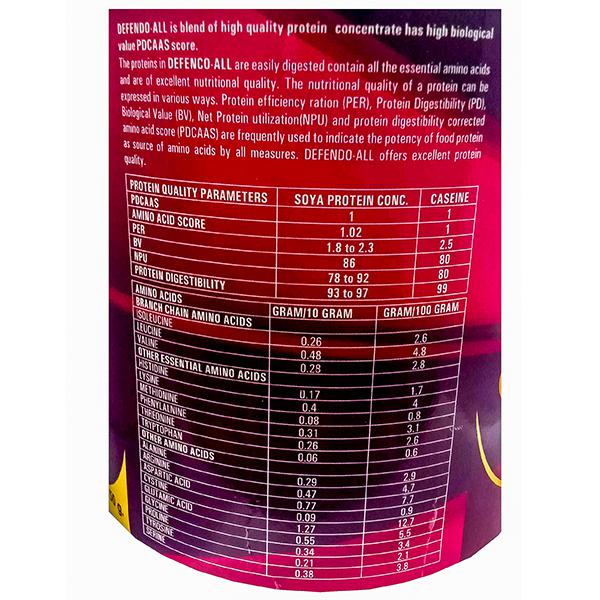 DEFENDO-ALL is blend of high quality protein concentrate has high biological
value PDCAAS score.
The proteins in DEFENCO-ALL are easily digested contain all the essential amino acids
and are of excellent nutritional quality. The nutritional quality of a protein can be
expressed in various ways. Protein efficiency ration (PER), Protein Digestibility (PD),
Biological Value (BV), Net Protein utilization(NPU) and protein digestibility corrected
amino acid score (PDCAAS) are frequently used to indicate the potency of food protein
as source of amino acids by all measures. DEFENDO-ALL offers excellent protein
quality.
PROTEIN QUALITY PARAMETERS SOYA PROTEIN CONC. CASEINE
PDCAAS 1 1
AMINO ACID SCORE 1.02 1
PER 1.8 to 2.3 2.5
BV 86 80
NPU 78 to 92 80
PROTEIN DIGESTIBILITY 93 to 97 99
AMINO ACIDS GRAM/10 GRAM GRAM/100 GRAM
BRANCH CHAIN AMINO ACIDS
ISOLEUCINE 0.26 2.6
LEUCINE 0.48 4.8
VALINE 0.28 2.8
OTHER ESSENTIAL AMINO ACIDS
HISTIDINE 0.17 1.7
LYSINE 0.4 4
METHIONINE 0.08 0.8
PHENYLALNINE 0.31 3.1
THREONINE 0.26 2.6
TRYPTOPHAN 0.06 0.6
OTHER AMINO ACIDS
ALANINE 0.29 2.9
ARGININE 0.47 4.7
ASPARTIC ACID 0.77 7.7
CYSTINE 0.09 0.9
GLUTAMIC ACID 1.27 12.7
GLYCINE 0.55 5.5
PROLINE 0.34 3.4
TYROSINE 0.21 2.1
SERINE 0.38 3.8